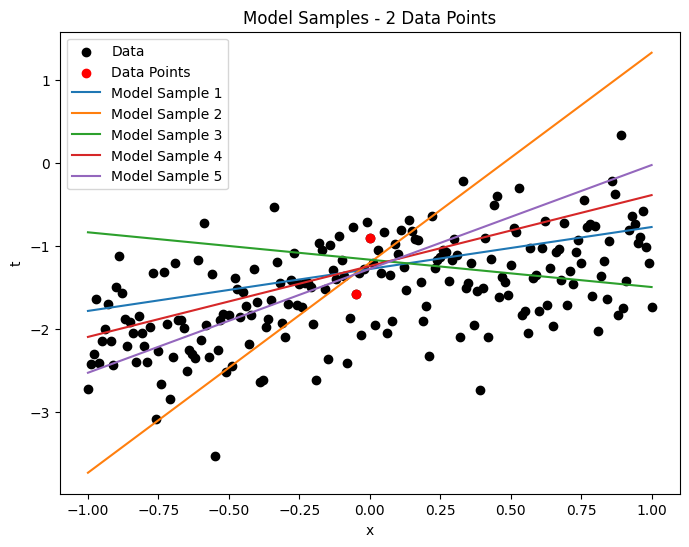 Model Samples - 2 Data Points
Data
Data Points
Model Sample 1
Model Sample 2
Model Sample 3
Model Sample 4
Model Sample 5
t
1
0
−1
−2
−3
−1.00 −0.75 −0.50 −0.25 0.00 0.25 0.50 0.75 1.00
x